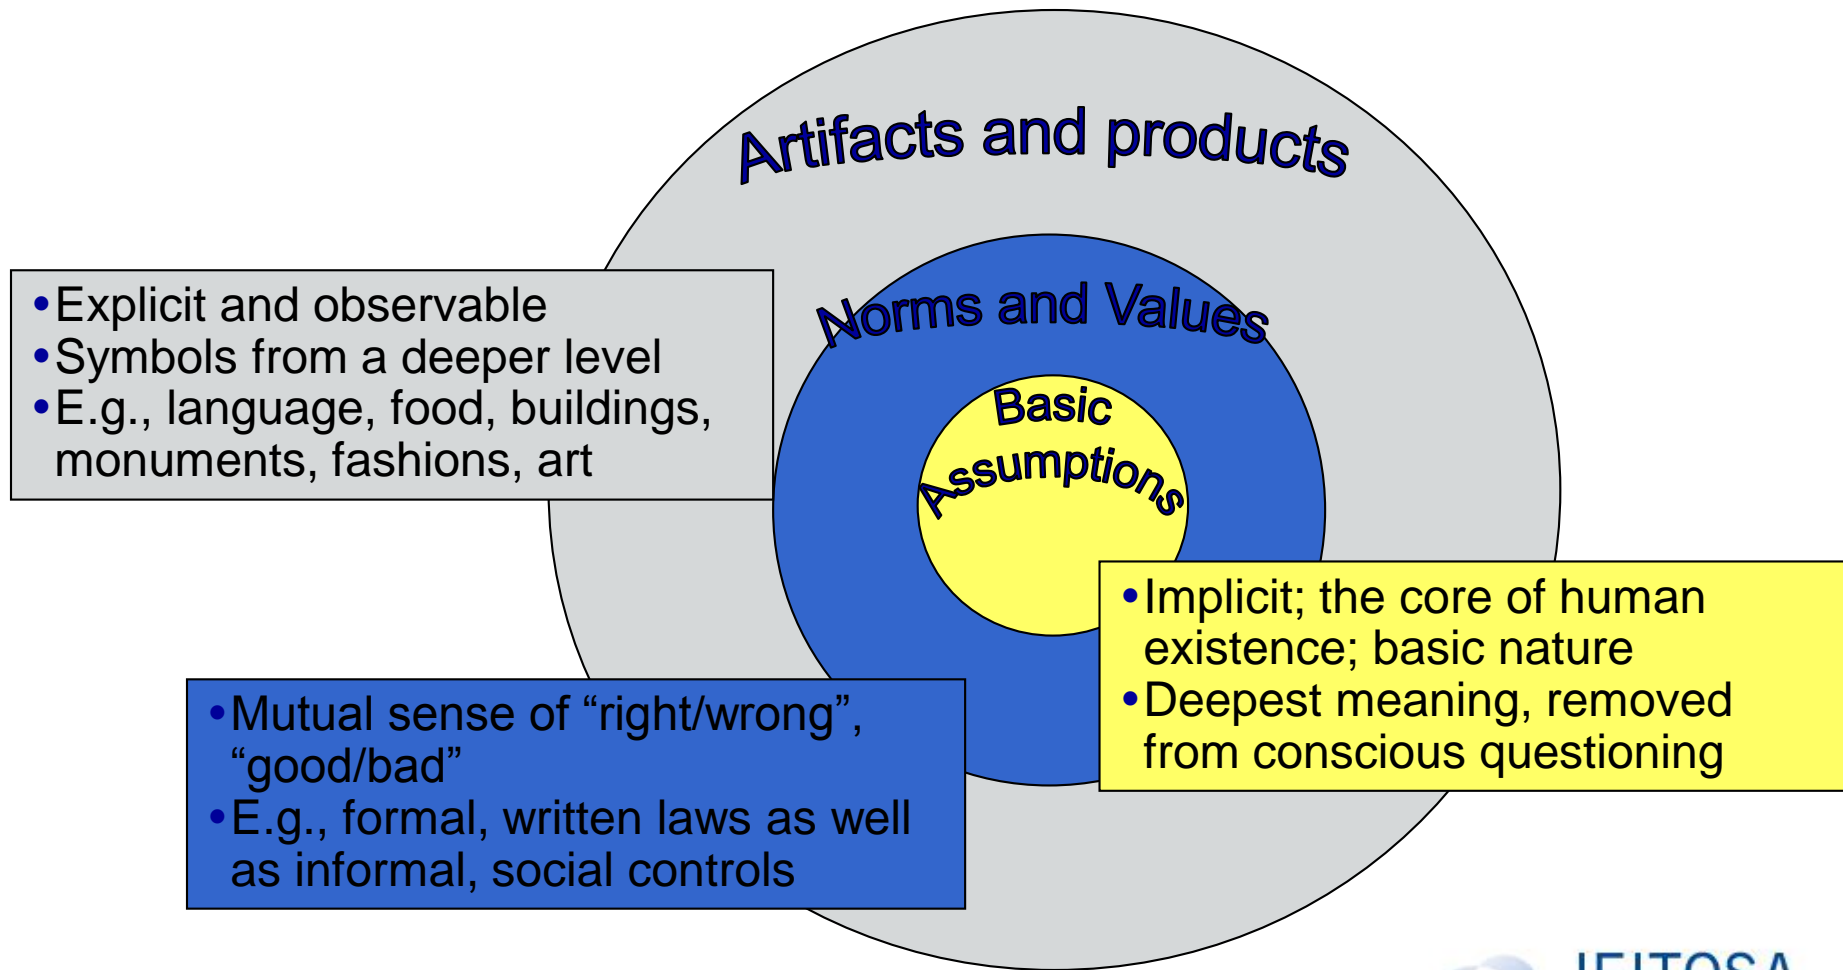 Artifacts and products
Norms and Values
Basic
Assumptions
•Explicit and observable
•Symbols from a deeper level
•E.g., language, food, buildings,
monuments, fashions, art
•Implicit; the core of human
existence; basic nature
•Deepest meaning, removed
from conscious questioning
•Mutual sense of “right/wrong”,
“good/bad”
•E.g., formal, written laws as well
as informal, social controls